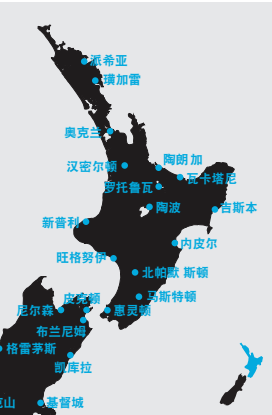 派希亚
璜加雷
奥克兰
陶朗加
汉密尔顿
瓦卡塔尼
罗托鲁瓦
陶波
吉斯本
新普利
内皮尔
旺格努伊
北帕默 斯顿
皮克顿
马斯特顿
尼尔森
惠灵顿
布兰尼姆
格雷茅斯
凯库拉
基督城